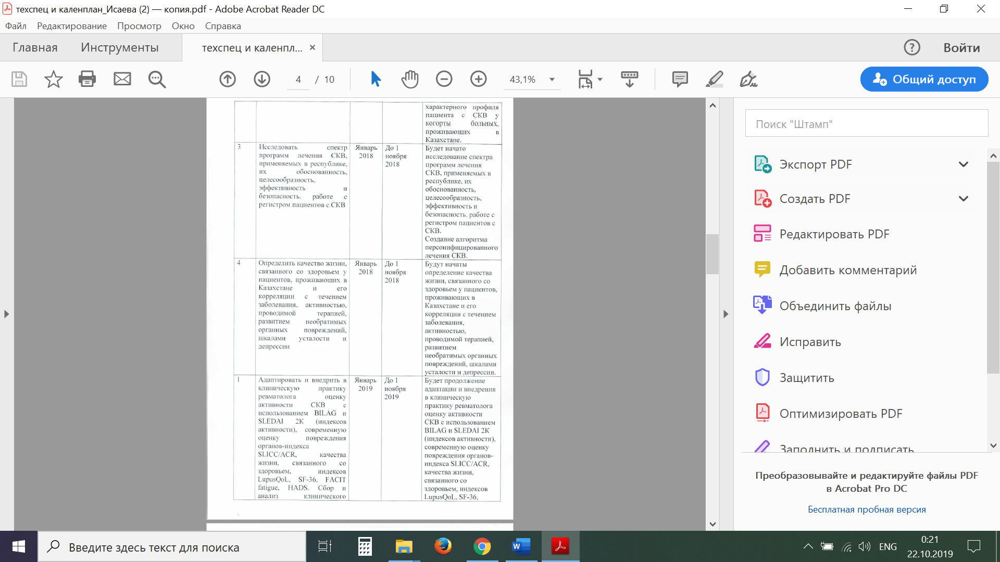 техспец и каленплан_Исаева (2) — копия.pdf - Adobe Acrobat Reader DC
Файл Редактирование Просмотр Окно Справка
Главная Инструменты техспец и каленпл... Войти
4 / 10 43,1% Общий доступ
характерного профиля
пациента с СКВ у
когорты больных,
проживающих в
Казахстане.
3
Исследовать спектр
программ лечения СКВ,
применяемых в республике,
их обоснованность,
целесообразность,
эффективность и
безопасность. работе с
регистром пациентов с СКВ
Январь
2018
До 1
ноября
2018
Будет начато
исследование спектра
программ лечения
СКВ, применяемых в
республике, их
обоснованность,
целесообразность,
эффективность и
безопасность. работе с
регистром пациентов с
СКВ.
Создание алгоритма
персонифицированного
лечения СКВ.
4
Определить качество жизни,
связанного со здоровьем у
пациентов, проживающих в
Казахстане и его
корреляции с течением
заболевания, активностью,
проводимой терапией,
развитием необратимых
органных повреждений,
шкалами усталости и
депрессии
Январь
2018
До 1
ноября
2018
Будут начаты
определение качества
жизни, связанного со
здоровьем у пациентов,
проживающих в
Казахстане и его
корреляции с течением
заболевания,
активностью,
проводимой терапией,
развитием
необратимых органных
повреждений, шкалами
усталости и депрессии.
1
Адаптировать и внедрить в
клиническую практику
ревматолога оценку
активности СКВ с
использованием BILAG и
SLEDAI 2K (индексов
активности), современную
оценку повреждения
органов-индекса
SLICC/ACR, качества
жизни, связанного со
здоровьем, индексов
LupusQoL, SF-36, FACIT
fatigue, HADS. Сбор и
анализ клинического
Январь
2019
До 1
ноября
2019
Будет продолжение
адаптации и внедрения
в клиническую
практику ревматолога
оценку активности
СКВ с использованием
BILAG и SLEDAI 2K
(индексов активности),
современную оценку
повреждения органов-
индекса SLICC/ACR,
качества жизни,
связанного со
здоровьем, индексов
LupusQoL, SF-36,
Поиск "Штамп"
Экспорт PDF
Создать PDF
Редактировать PDF
Добавить комментарий
Объединить файлы
Исправить
Защитить
Оптимизировать PDF
Заполнить и подписать
Преобразовывайте и редактируйте файлы PDF
в Acrobat Pro DC
Бесплатная пробная версия
Введите здесь текст для поиска
ENG
0:21
22.10.2019